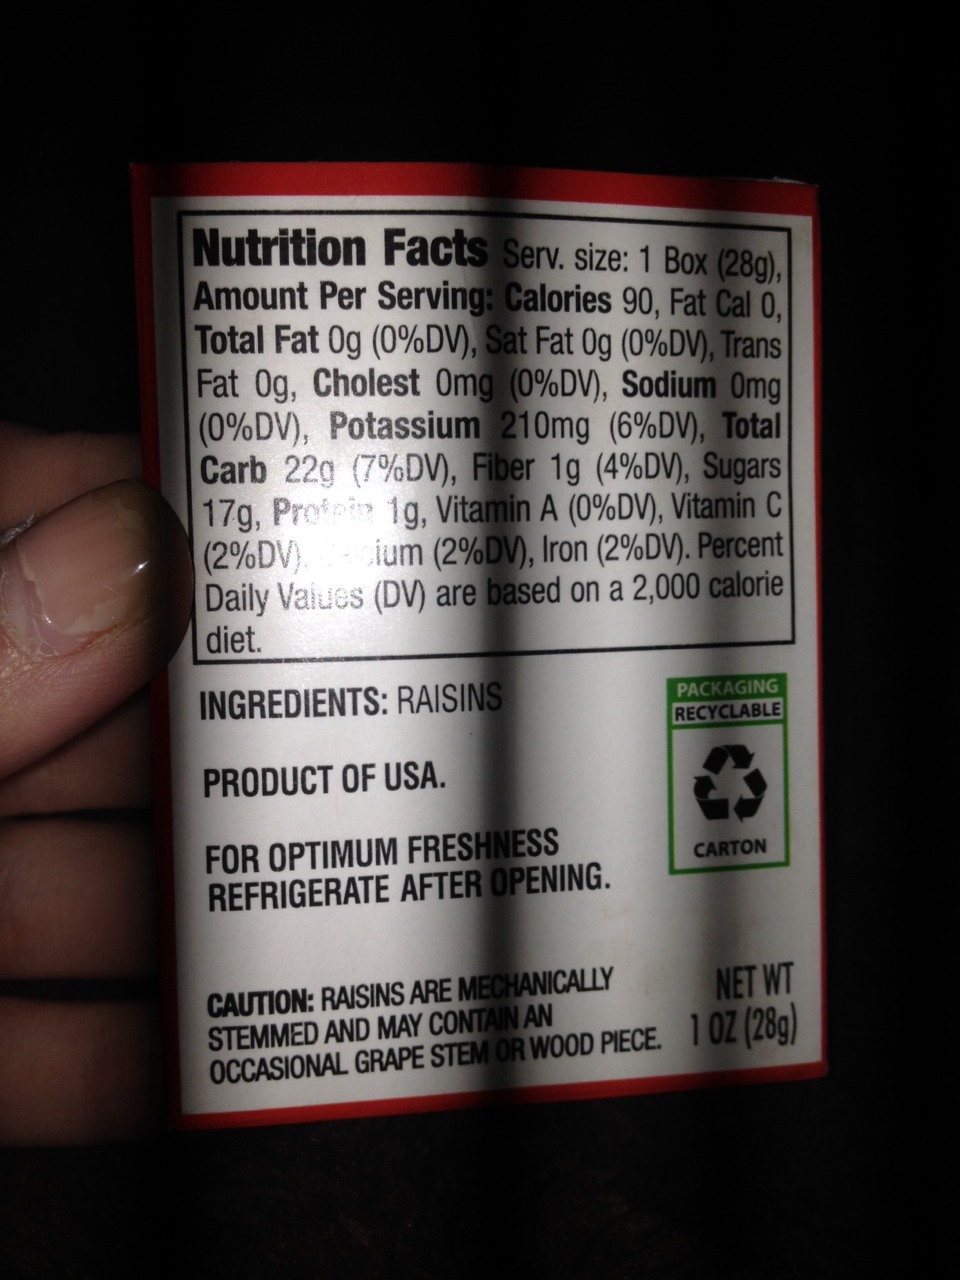 Nutrition Facts Serv. size: 1 Box (28g),
Amount Per Serving: Calories 90, Fat Cal 0,
Total Fat 0g (0%DV), Sat Fat 0g (0%DV), Trans
Fat 0g, Cholest 0mg (0%DV), Sodium 0mg
(0%DV), Potassium 210mg (6%DV), Total
Carb 22g (7%DV), Fiber 1g (4%DV), Sugars
17g, Protein 1g, Vitamin A (0%DV), Vitamin C
(2%DV), Calcium (2%DV), Iron (2%DV). Percent
Daily Values (DV) are based on a 2,000 calorie
diet.
INGREDIENTS: RAISINS
PACKAGING
RECYCLABLE
CARTON
PRODUCT OF USA.
FOR OPTIMUM FRESHNESS
REFRIGERATE AFTER OPENING.
CAUTION: RAISINS ARE MECHANICALLY
STEMMED AND MAY CONTAIN AN
OCCASIONAL GRAPE STEM OR WOOD PIECE.
NET WT
1 OZ (28g)